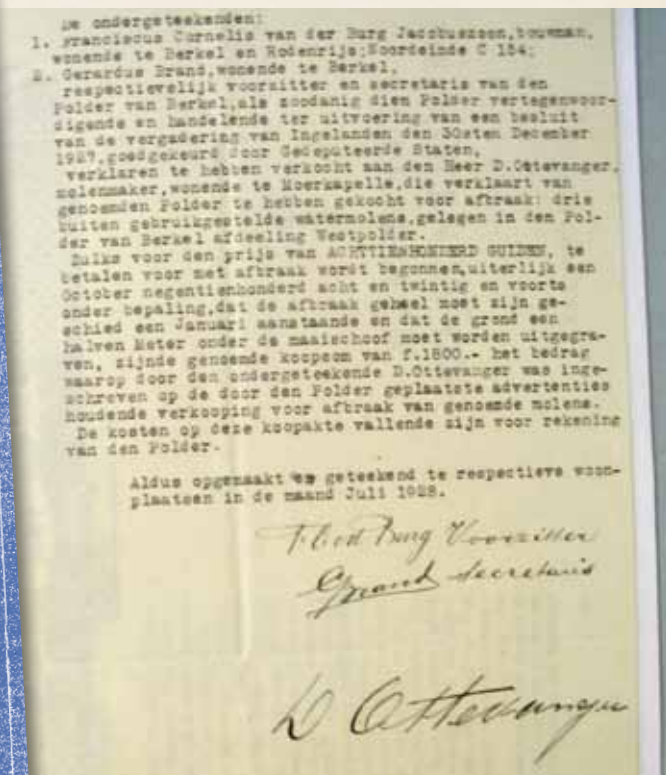 De ondergeteekenden:
1. Franciscus Cornelis van der Burg Jacobuszoon, bouwman,
wonende te Berkel en Rodenrijs; Noordeinde C 154;
2. Gerardus Brand, wonende te Berkel,
respectievelijk voorzitter en secretaris van den
Polder van Berkel, als zoodanig dien Polder vertegenwoor-
digende en handelende ter uitvoering van een besluit
van de vergadering van Ingelanden den 30sten December
1927, goedgekeurd door Gedeputeerde Staten,
verklaren te hebben verkocht aan den Heer D.Ottevanger,
molenmaker, wonende te Moerkapelle, die verklaart van
genoemden Polder te hebben gekocht voor afbraak: drie
buiten gebruikgestelde watermolens, gelegen in den Pol-
der van Berkel afdeeling Westpolder.
Zulks voor den prijs van ACHTTIENHONDERD GULDEN, te
betalen voor met afbraak wordt begonnen, uiterlijk een
October negentienhonderd acht en twintig en voorts
onder bepaling, dat de afbraak geheel moet zijn ge-
schied een Januari aanstaande en dat de grond een
halven Meter onder de maaischoof moet worden uitgegra-
ven, zijnde genoemde koopsom van f.1800.- het bedrag
waarop door den ondergeteekende D.Ottevanger was inge-
schreven op de door den Polder geplaatste advertenties
houdende verkooping voor afbraak van genoemde molens.
De kosten op deze koopakte vallende zijn voor rekening
van den Polder.
Aldus opgemaakt en geteekend te respectieve woon-
plaatsen in de maand Juli 1928.
Burg Voorzitter
GBrand secretaris
D Ottevanger